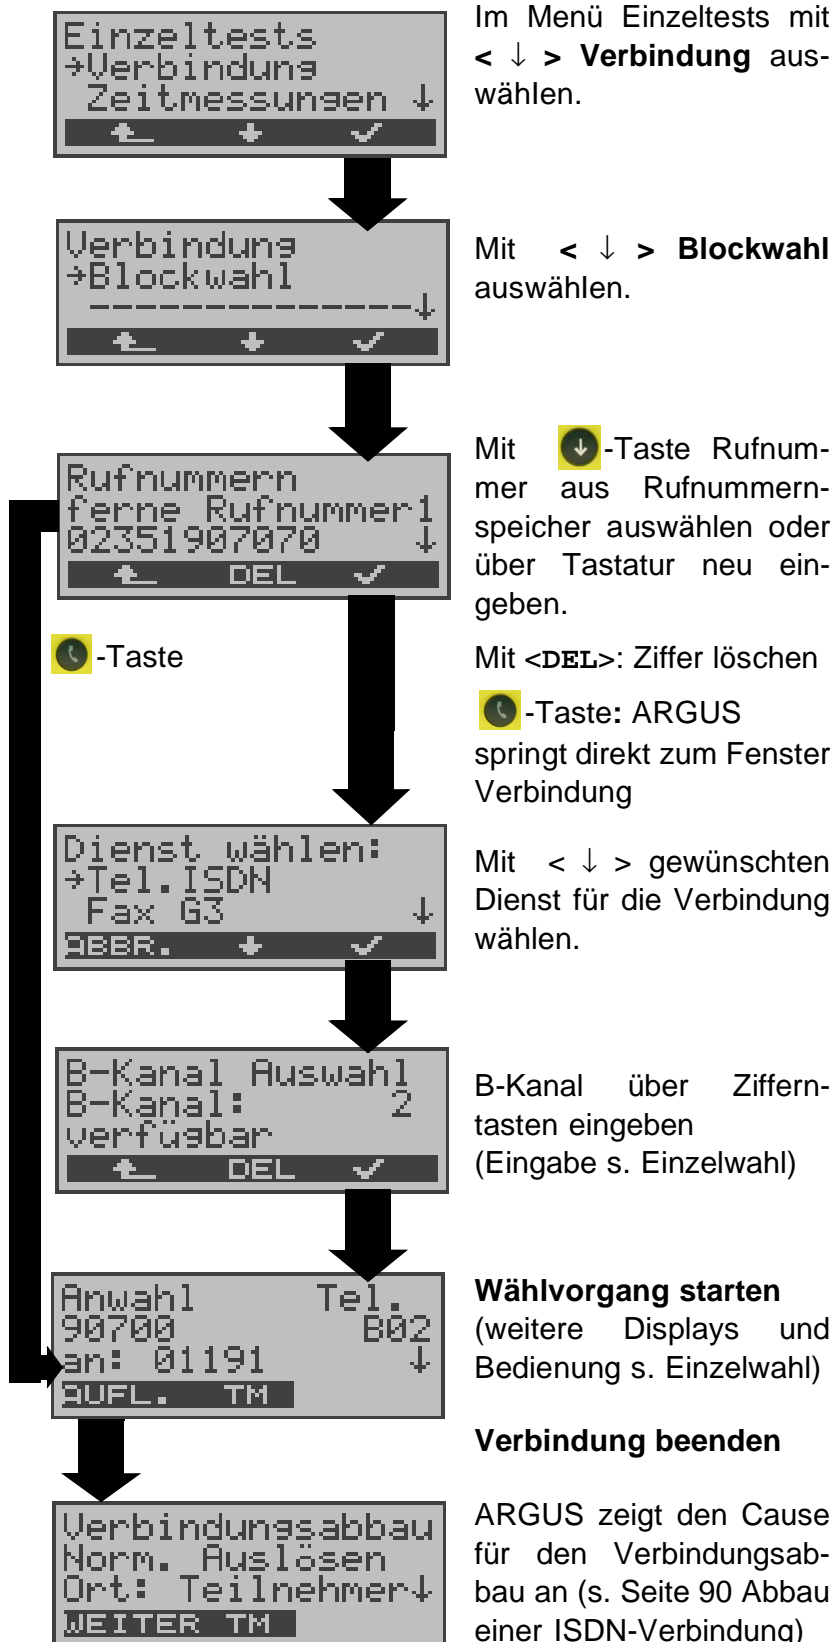 Einzeltests
→Verbindung
Zeitmessungen ↓
Im Menü Einzeltests mit
< ↓ > Verbindung aus-
wählen.
Verbindung
→Blockwahl
---------------↓
Mit < ↓ > Blockwahl
auswählen.
Rufnummern
ferne Rufnummer1
02351907070 ↓
DEL
Mit ↓-Taste Rufnum-
mer aus Rufnummern-
speicher auswählen oder
über Tastatur neu ein-
geben.
-Taste
Mit <DEL>: Ziffer löschen
-Taste: ARGUS
springt direkt zum Fenster
Verbindung
Dienst wählen:
→Tel.ISDN
Fax G3 ↓
ABBR.
Mit < ↓ > gewünschten
Dienst für die Verbindung
wählen.
B-Kanal Auswahl
B-Kanal: 2
verfügbar
DEL
B-Kanal über Ziffern-
tasten eingeben
(Eingabe s. Einzelwahl)
Anwahl Tel.
90700 B02
an: 01191 ↓
AUFL. TM
Wählvorgang starten
(weitere Displays und
Bedienung s. Einzelwahl)
Verbindung beenden
Verbindungsabbau
Norm. Auslösen
Ort: Teilnehmer↓
WEITER TM
ARGUS zeigt den Cause
für den Verbindungsab-
bau an (s. Seite 90 Abbau
einer ISDN-Verbindung)